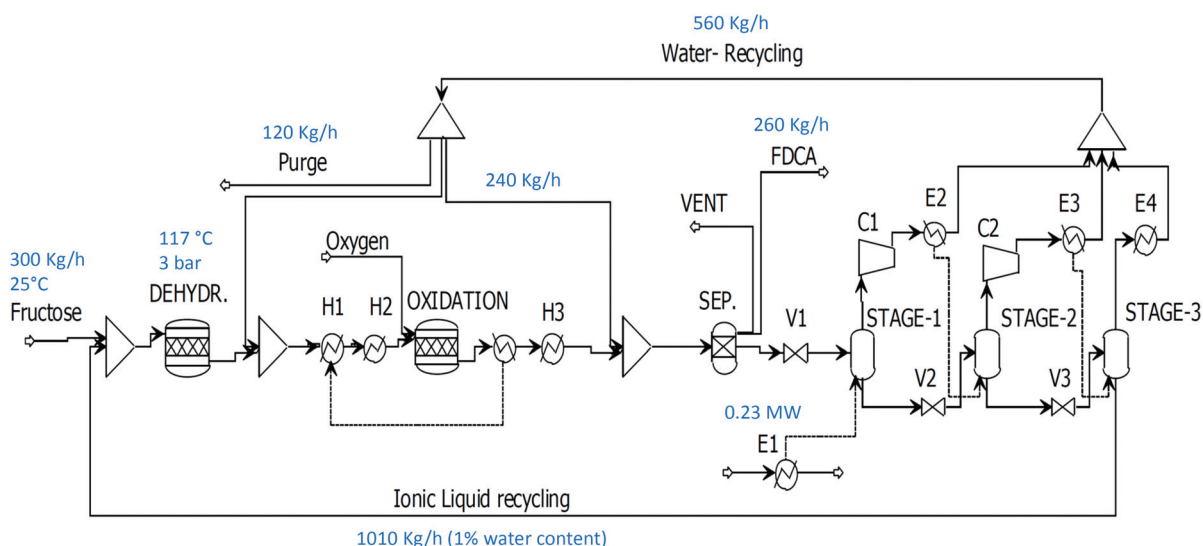 560 Kg/h
Water- Recycling
120 Kg/h
Purge
240 Kg/h
260 Kg/h
FDCA
VENT
C1
E2
C2
E3
E4
300 Kg/h
25°C
Fructose
117 °C
3 bar
DEHYDR.
Oxygen
H1
H2
OXIDATION
H3
SEP.
V1
STAGE-1
V2
STAGE-2
V3
STAGE-3
0.23 MW
E1
Ionic Liquid recycling
1010 Kg/h (1% water content)